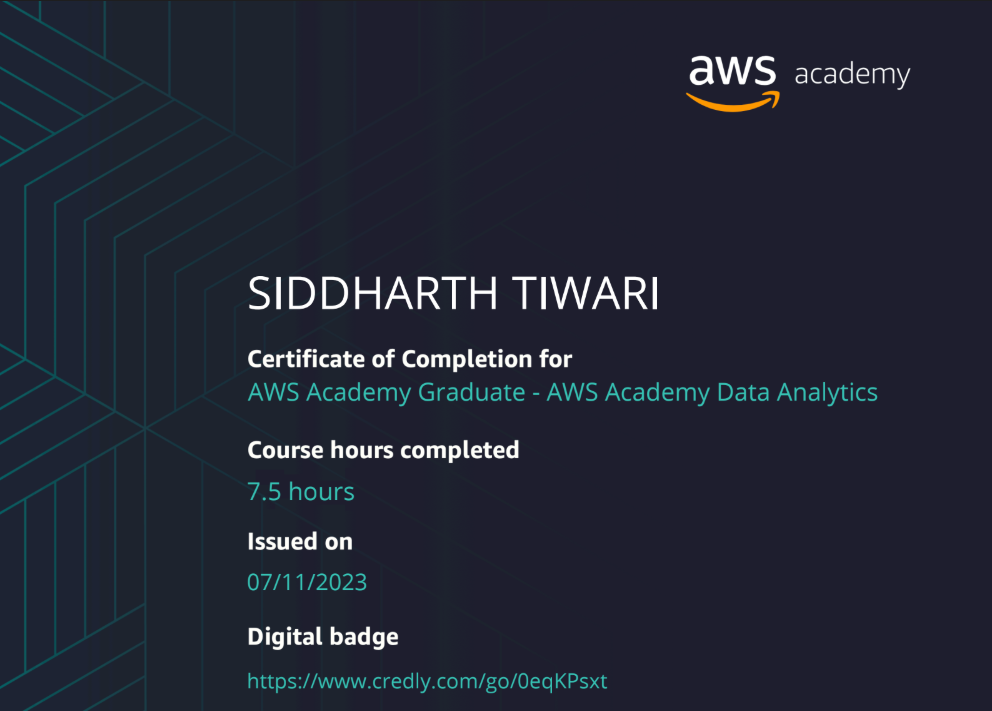 aws academy
SIDDHARTH TIWARI
Certificate of Completion for
AWS Academy Graduate - AWS Academy Data Analytics
Course hours completed
7.5 hours
Issued on
07/11/2023
Digital badge
https://www.credly.com/go/0eqKPsxt